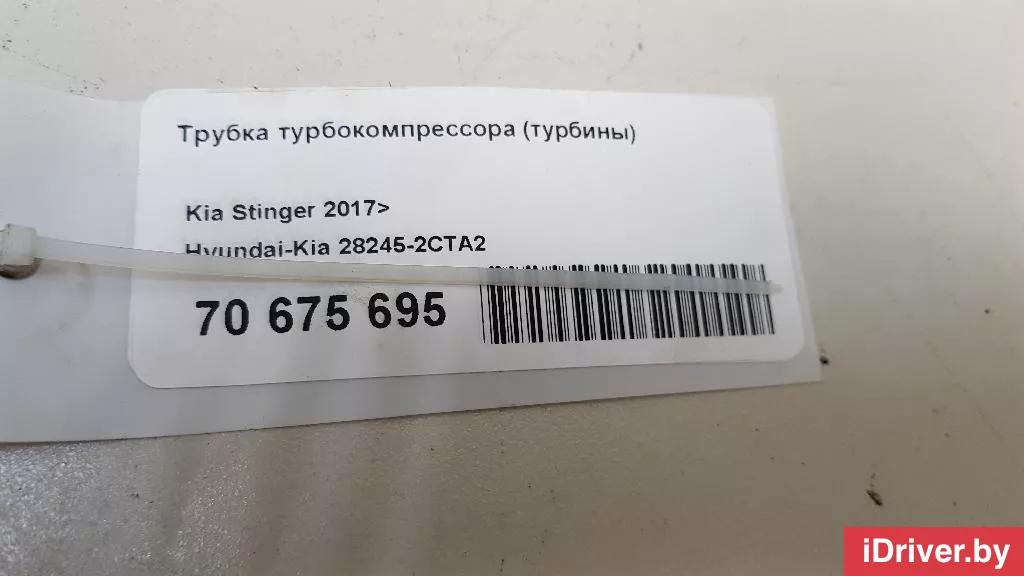 Трубка турбокомпрессора (турбины)
Kia Stinger 2017>
Hyundai-Kia 28245-2CTA2
70 675 695
iDriver.by